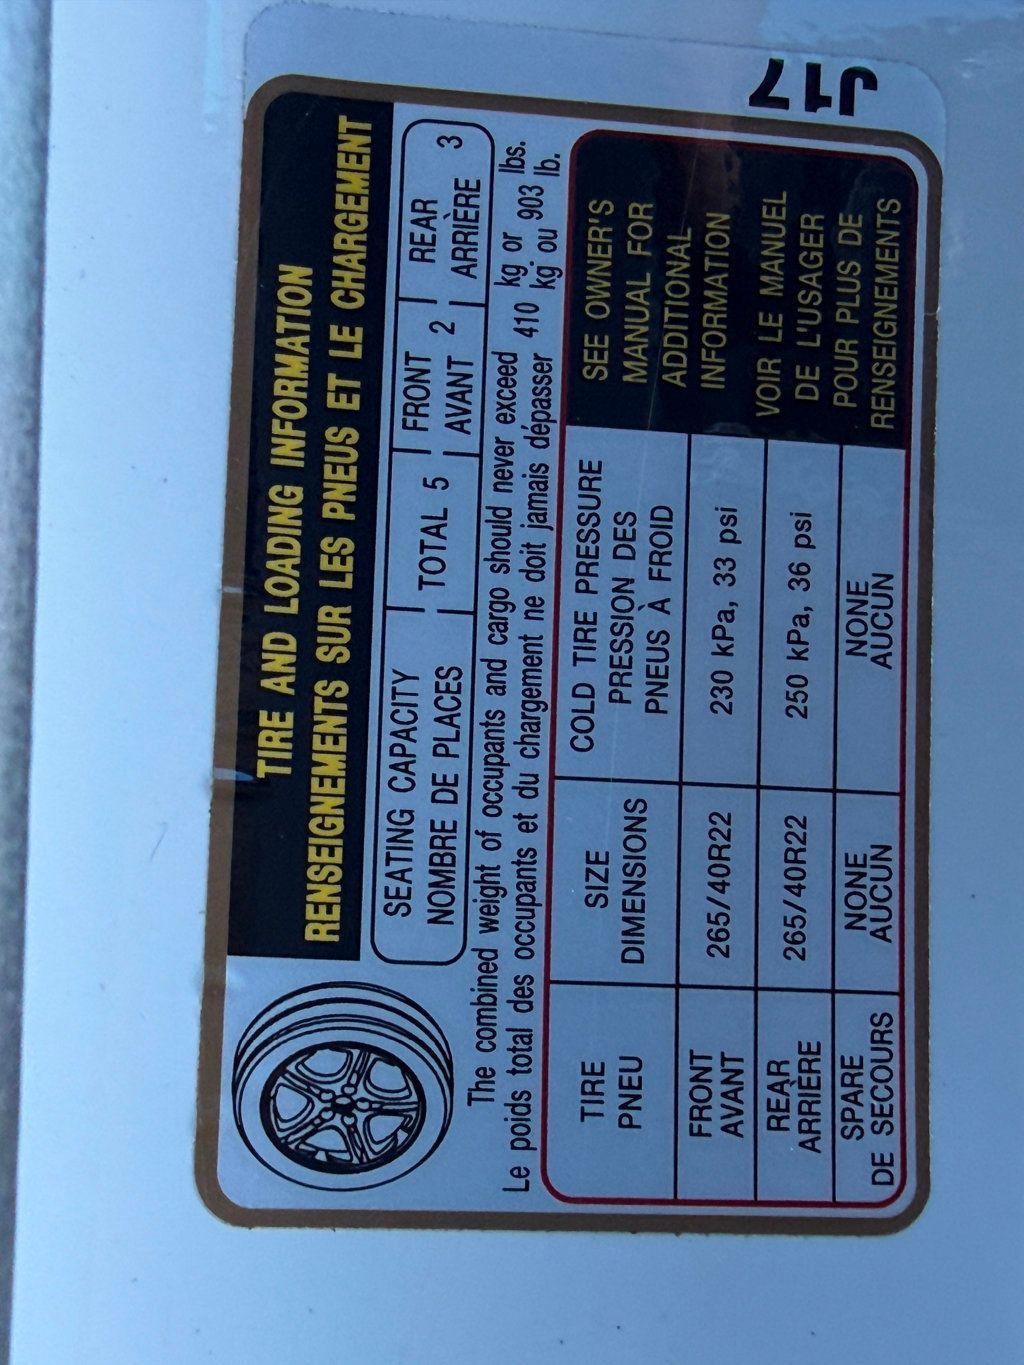 TIRE AND LOADING INFORMATION
RENSEIGNEMENTS SUR LES PNEUS ET LE CHARGEMENT
SEATING CAPACITY
NOMBRE DE PLACES
TOTAL 5
FRONT
AVANT 2
REAR
ARRIÈRE 3
The combined weight of occupants and cargo should never exceed 410 kg or 903 lbs.
Le poids total des occupants et du chargement ne doit jamais dépasser kg ou lb.
TIRE
PNEU
SIZE
DIMENSIONS
COLD TIRE PRESSURE
PRESSION DES
PNEUS À FROID
FRONT
AVANT
265/40R22
230 kPa, 33 psi
REAR
ARRIÈRE
265/40R22
250 kPa, 36 psi
SPARE
DE SECOURS
NONE
AUCUN
NONE
AUCUN
SEE OWNER'S
MANUAL FOR
ADDITIONAL
INFORMATION
VOIR LE MANUEL
DE L'USAGER
POUR PLUS DE
RENSEIGNEMENTS
J17